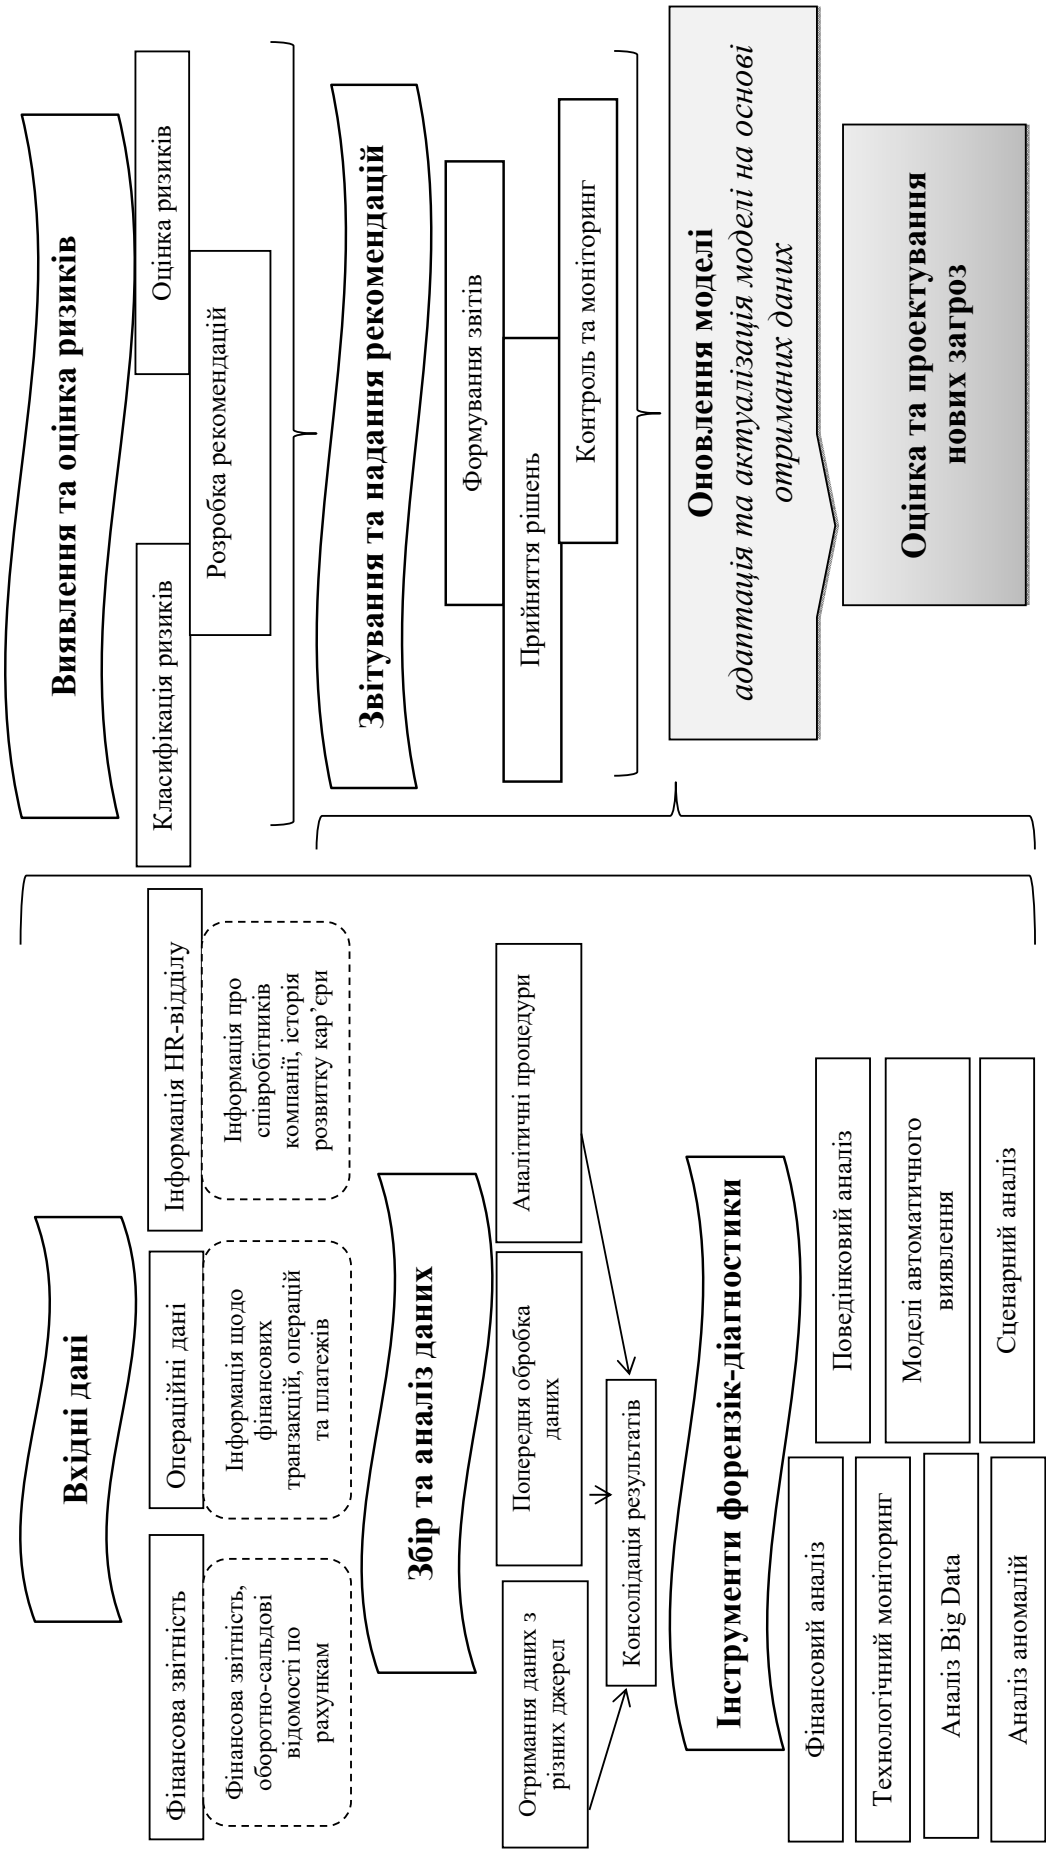 Вхідні дані
Фінансова звітність
Фінансова звітність,
оборотно-сальдові
відомості по
рахункам
Операційні дані
Інформація щодо
фінансових
транзакцій, операцій
та платежів
Інформація HR-відділу
Інформація про
співробітників
компанії, історія
розвитку кар’єри
Збір та аналіз даних
Отримання даних з
різних джерел
Попередня обробка
даних
Аналітичні процедури
Консолідація результатів
Інструменти форензік-діагностики
Фінансовий аналіз
Технологічний моніторинг
Аналіз Big Data
Аналіз аномалій
Поведінковий аналіз
Моделі автоматичного
виявлення
Сценарний аналіз
Виявлення та оцінка ризиків
Класифікація ризиків
Оцінка ризиків
Розробка рекомендацій
Звітування та надання рекомендацій
Формування звітів
Прийняття рішень
Контроль та моніторинг
Оновлення моделі
адаптація та актуалізація моделі на основі
отриманих даних
Оцінка та проектування
нових загроз